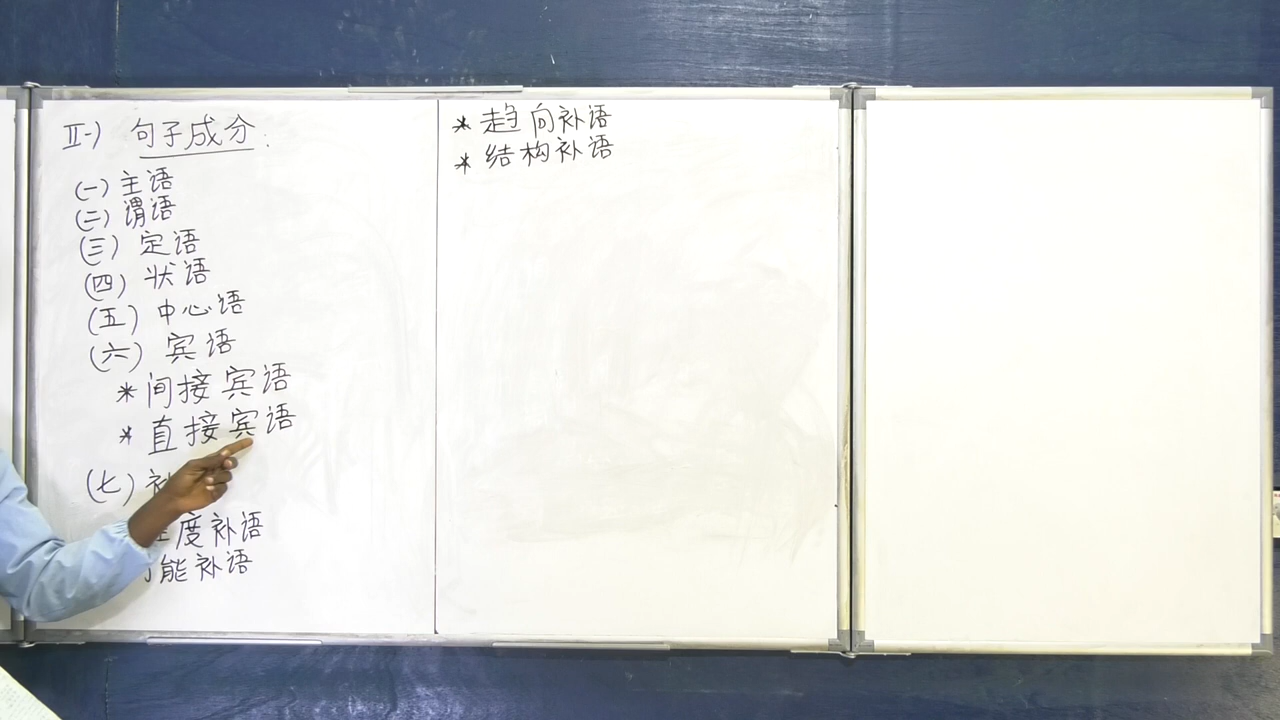 II-) 句子成分:
(一) 主语
(二) 谓语
(三) 定语
(四) 状语
(五) 中心语
(六) 宾语
* 间接宾语
* 直接宾语
(七) 补
度补语
能补语
* 趋向补语
* 结构补语